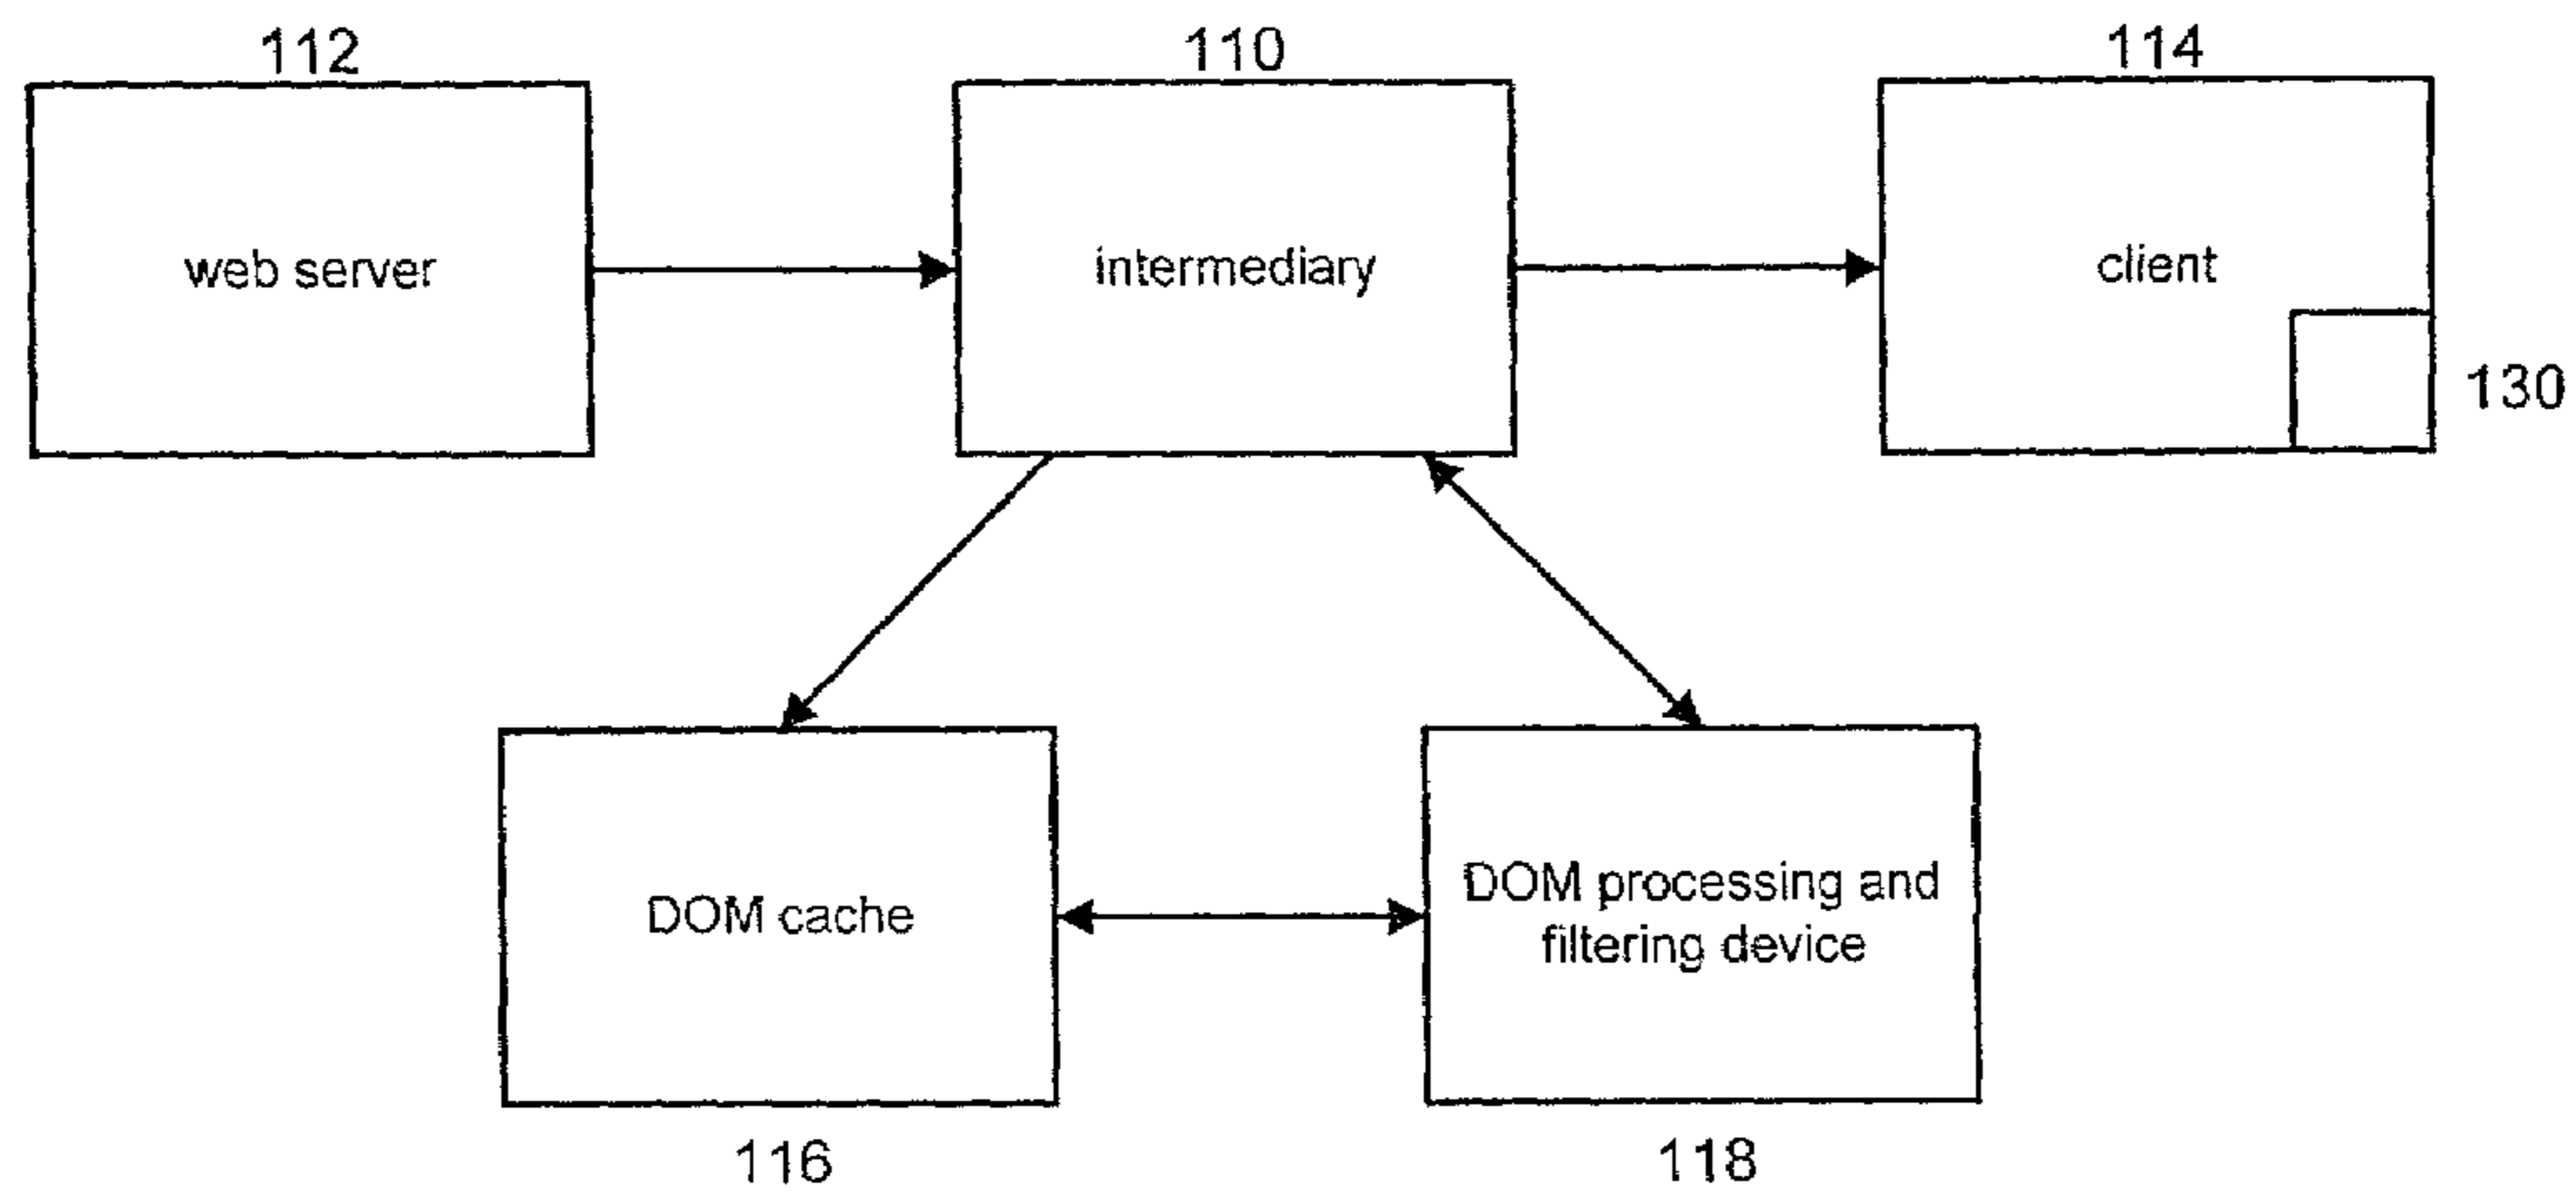 112
110
114
web server
intermediary
client
130
DOM cache
DOM processing and
filtering device
116
118